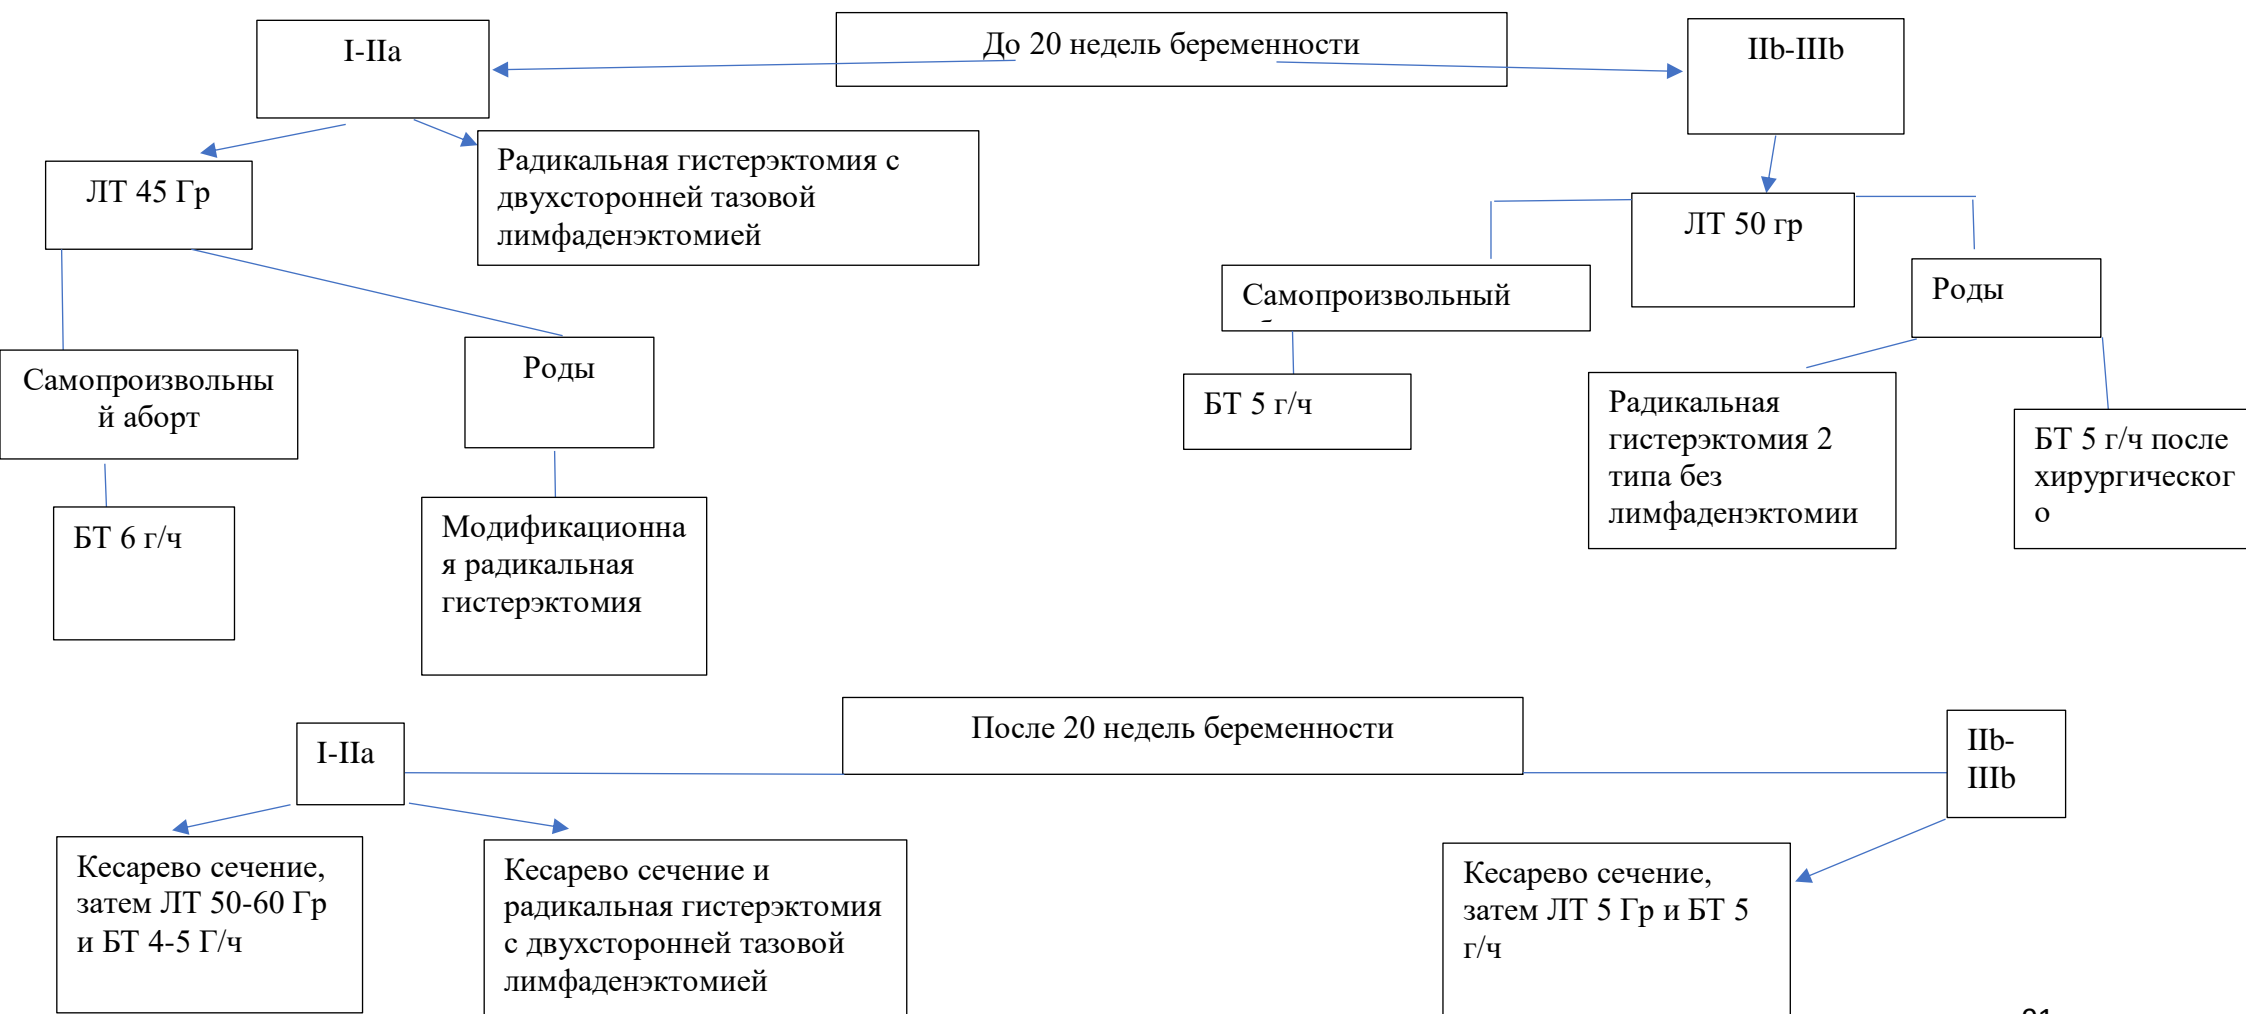 До 20 недель беременности
I-IIa
IIb-IIIb
ЛТ 45 Гр
Радикальная гистерэктомия с
двухсторонней тазовой
лимфаденэктомией
ЛТ 50 гр
Самопроизвольный
Роды
Самопроизвольны
й аборт
Роды
БТ 5 г/ч
Радикальная
гистерэктомия 2
типа без
лимфаденэктомии
БТ 5 г/ч после
хирургическог
о
БТ 6 г/ч
Модификационна
я радикальная
гистерэктомия
После 20 недель беременности
I-IIa
IIb-
IIIb
Кесарево сечение,
затем ЛТ 50-60 Гр
и БТ 4-5 Г/ч
Кесарево сечение и
радикальная гистерэктомия
с двухсторонней тазовой
лимфаденэктомией
Кесарево сечение,
затем ЛТ 5 Гр и БТ 5
г/ч